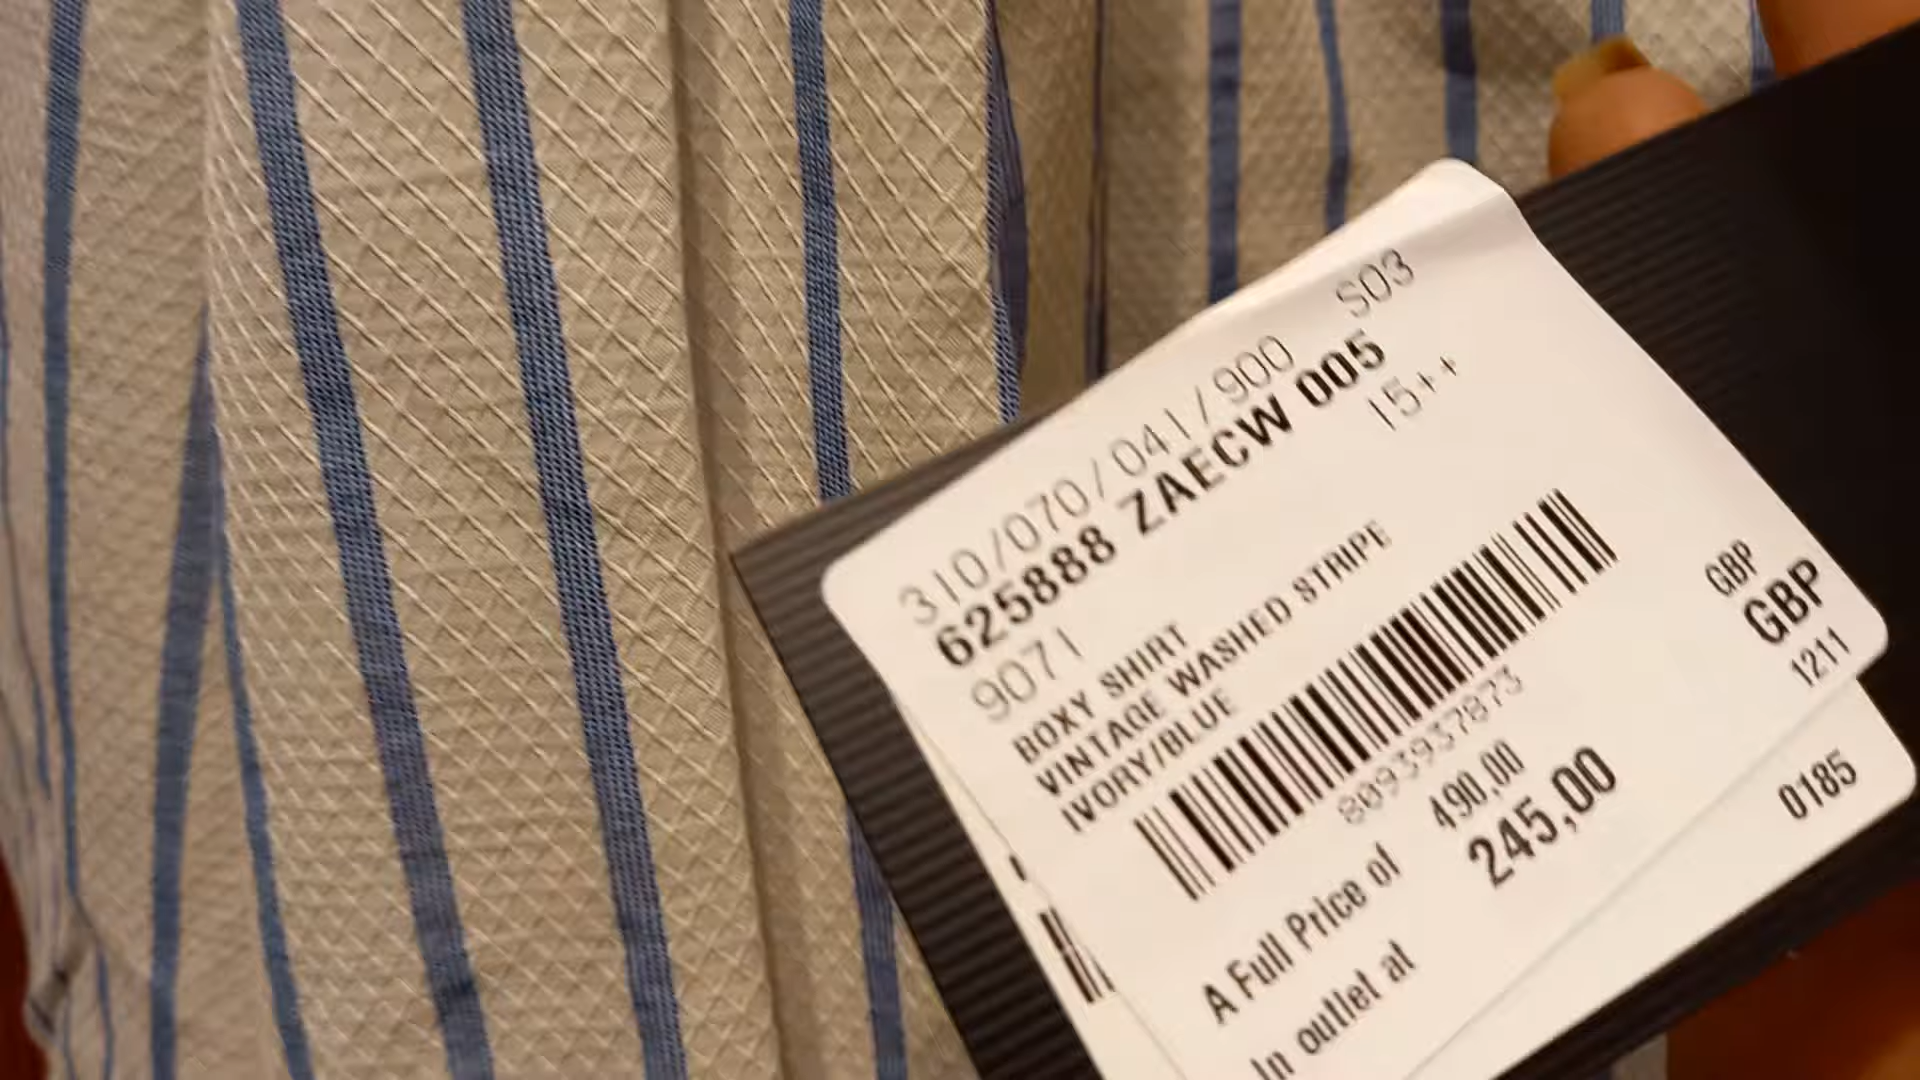 310/070/041/900 S03
625888 ZAECW 005
9071 15++
BOXY SHIRT
VINTAGE WASHED STRIPE
IVORY/BLUE
8093937873
GBP
GBP
1211
A Full Price of 490,00
In outlet at 245,00
0185